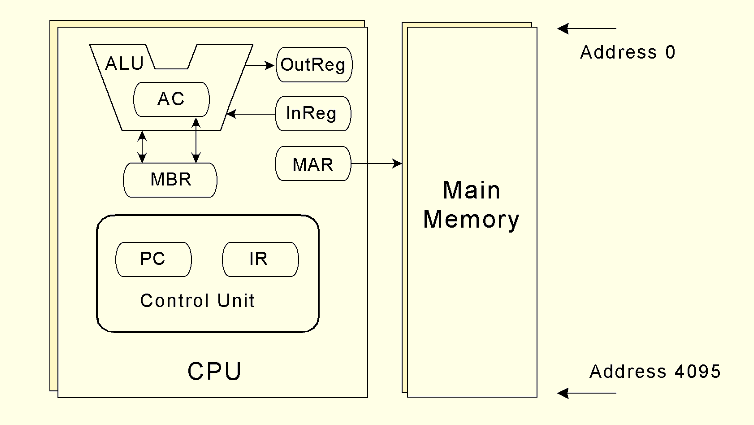 ALU
OutReg
AC
InReg
MBR
MAR
PC
IR
Control Unit
CPU
Main
Memory
Address 0
Address 4095